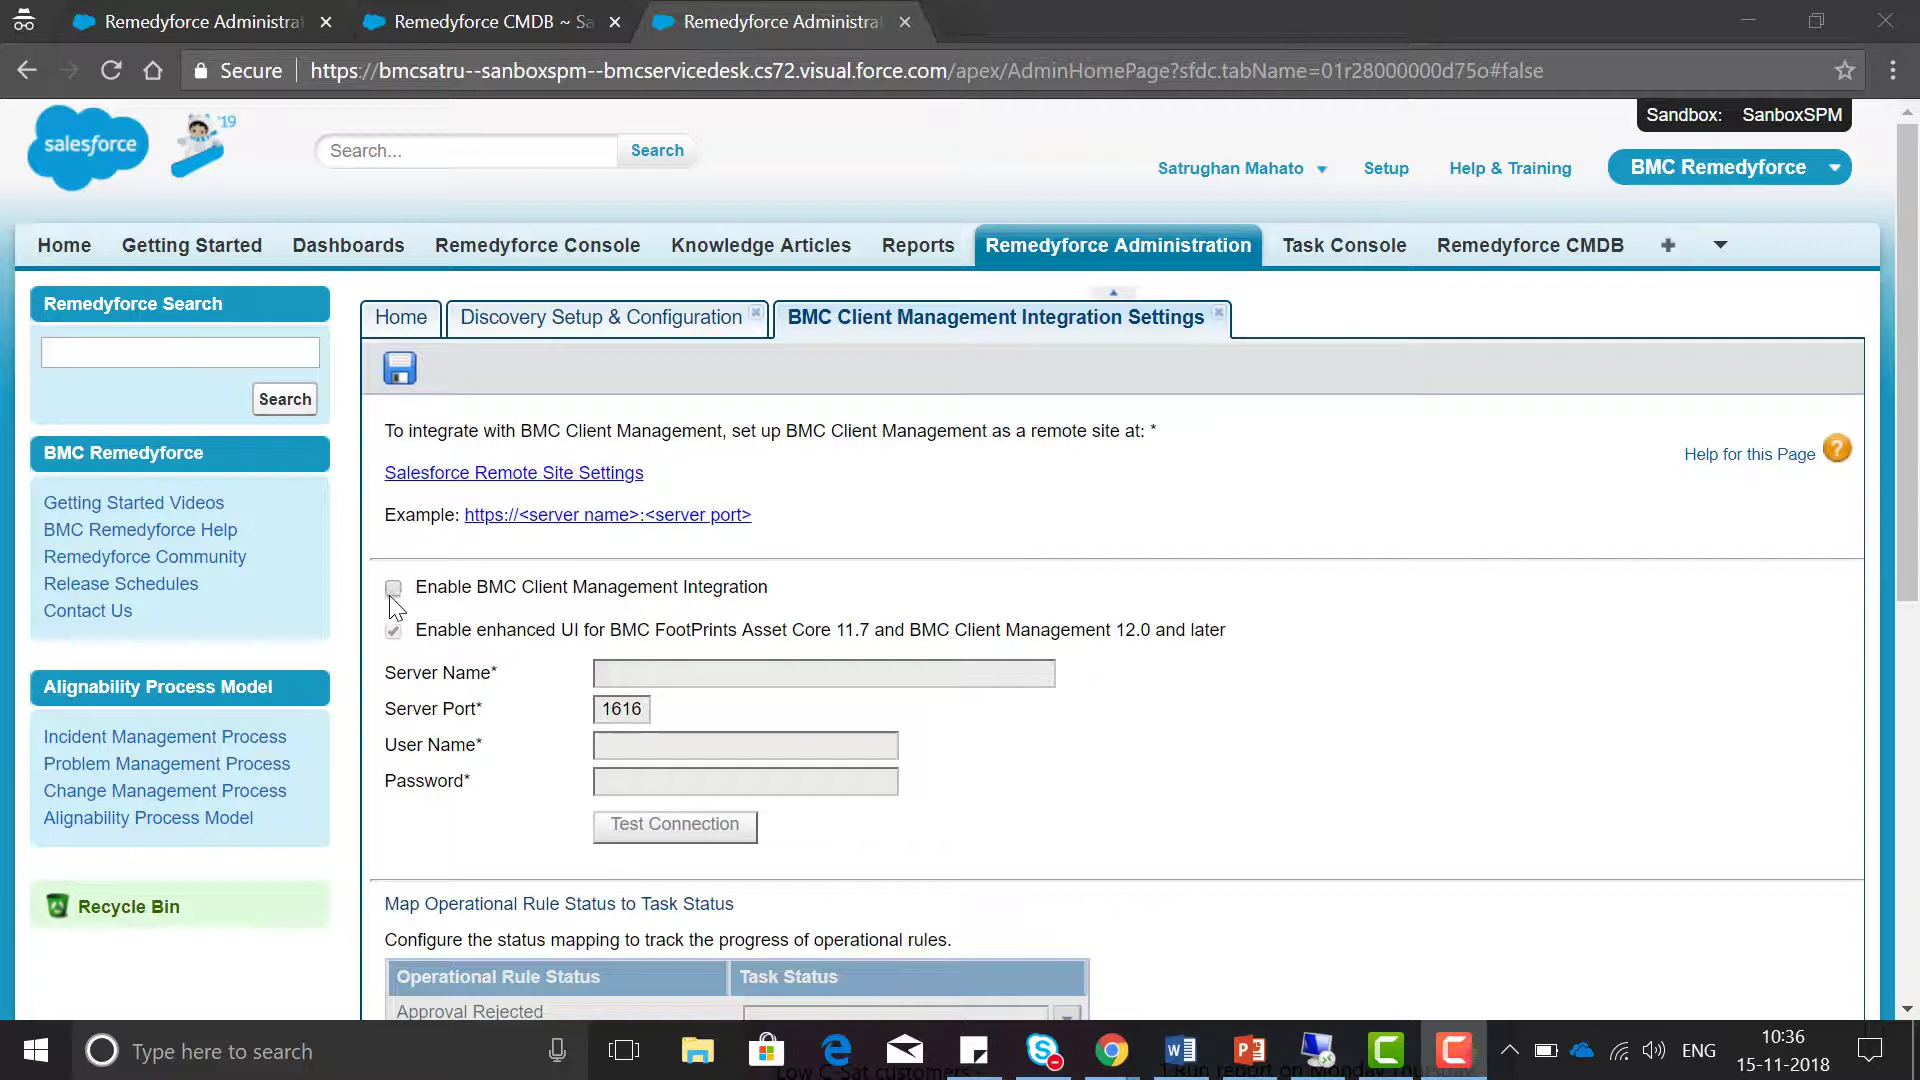 Remedyforce Administra
Remedyforce CMDB ~ Sa
Remedyforce Administra
Secure
https://bmcsatru--sanboxspm--bmcservicedesk.cs72.visual.force.com/apex/AdminHomePage?sfdc.tabName=01r28000000d75o#false
salesforce
'19
Search...
Search
Sandbox: SanboxSPM
Satrughan Mahato
Setup
Help & Training
BMC Remedyforce
Home
Getting Started
Dashboards
Remedyforce Console
Knowledge Articles
Reports
Remedyforce Administration
Task Console
Remedyforce CMDB
Remedyforce Search
Search
BMC Remedyforce
Getting Started Videos
BMC Remedyforce Help
Remedyforce Community
Release Schedules
Contact Us
Alignability Process Model
Incident Management Process
Problem Management Process
Change Management Process
Alignability Process Model
Recycle Bin
Home
Discovery Setup & Configuration
BMC Client Management Integration Settings
To integrate with BMC Client Management, set up BMC Client Management as a remote site at: *
Help for this Page
Salesforce Remote Site Settings
Example: https://<server name>:<server port>
Enable BMC Client Management Integration
Enable enhanced UI for BMC FootPrints Asset Core 11.7 and BMC Client Management 12.0 and later
Server Name*
Server Port* 1616
User Name*
Password*
Test Connection
Map Operational Rule Status to Task Status
Configure the status mapping to track the progress of operational rules.
Operational Rule Status
Task Status
Approval Rejected
Type here to search
ENG
10:36
15-11-2018
Low C-Sat customers -